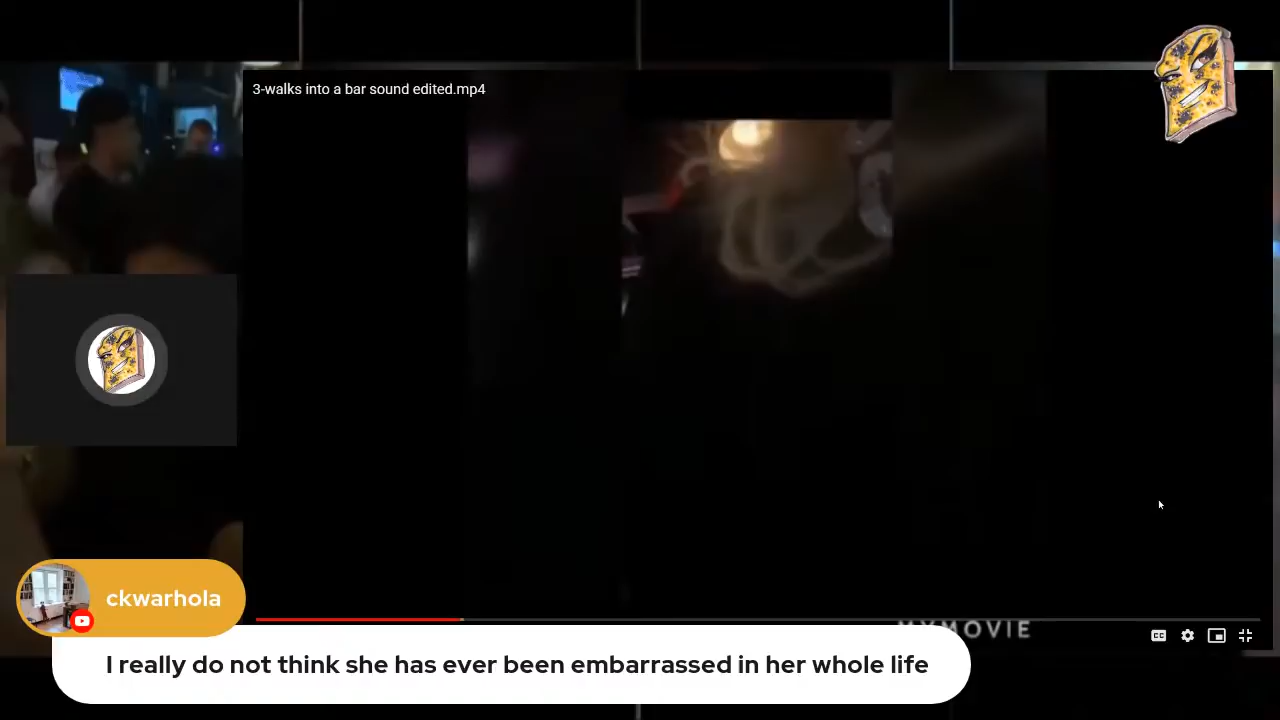 3-walks into a bar sound edited.mp4
ckwarhola
MYMOVIE
I really do not think she has ever been embarrassed in her whole life